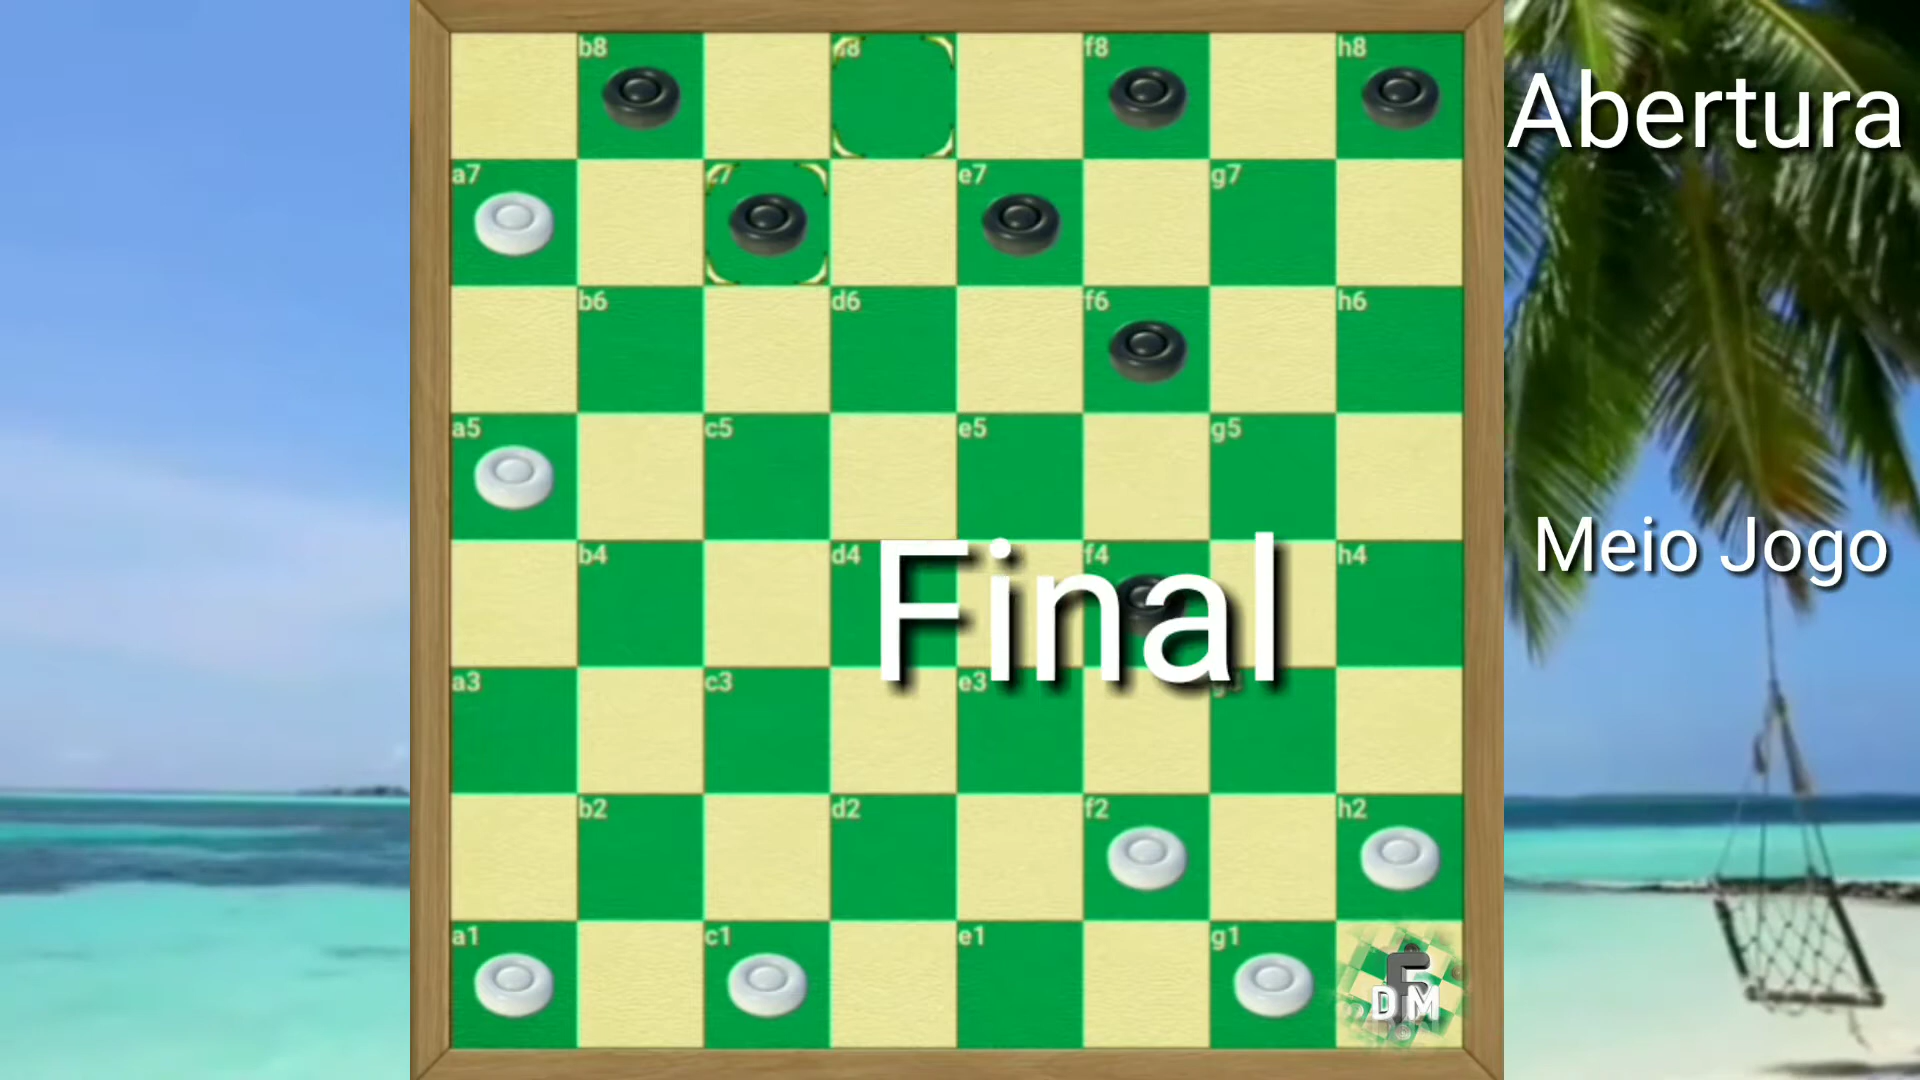 b8 f8 h8
Abertura
a7 e7 g7
b6 d6 f6 h6
a5 c5 e5 g5
Meio Jogo
b4 d4 f4 h4
Final
a3 c3 e3
b2 d2 f2 h2
a1 c1 e1 g1
F
DM